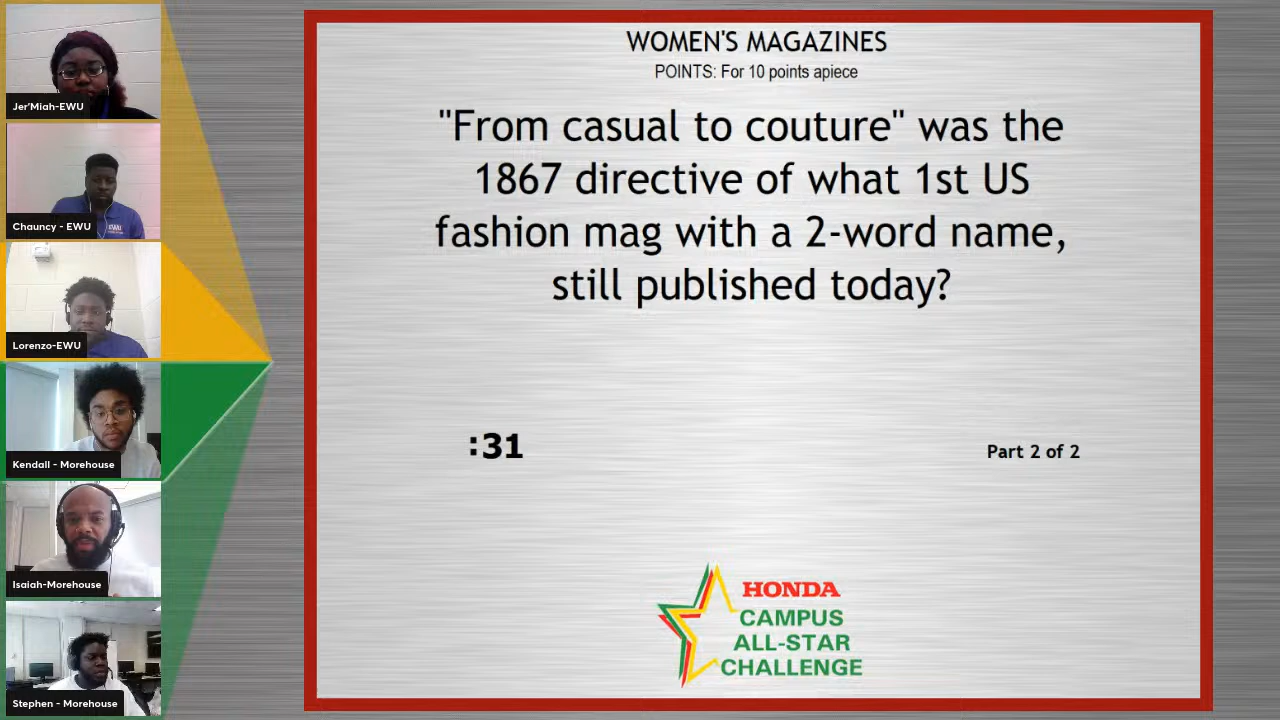 WOMEN'S MAGAZINES
POINTS: For 10 points apiece
"From casual to couture" was the
1867 directive of what 1st US
fashion mag with a 2-word name,
still published today?
:31
Part 2 of 2
HONDA
CAMPUS
ALL-STAR
CHALLENGE
Jer'Miah-EWU
EWU
Chauncy - EWU
Lorenzo-EWU
Kendall - Morehouse
Isaiah-Morehouse
Stephen - Morehouse